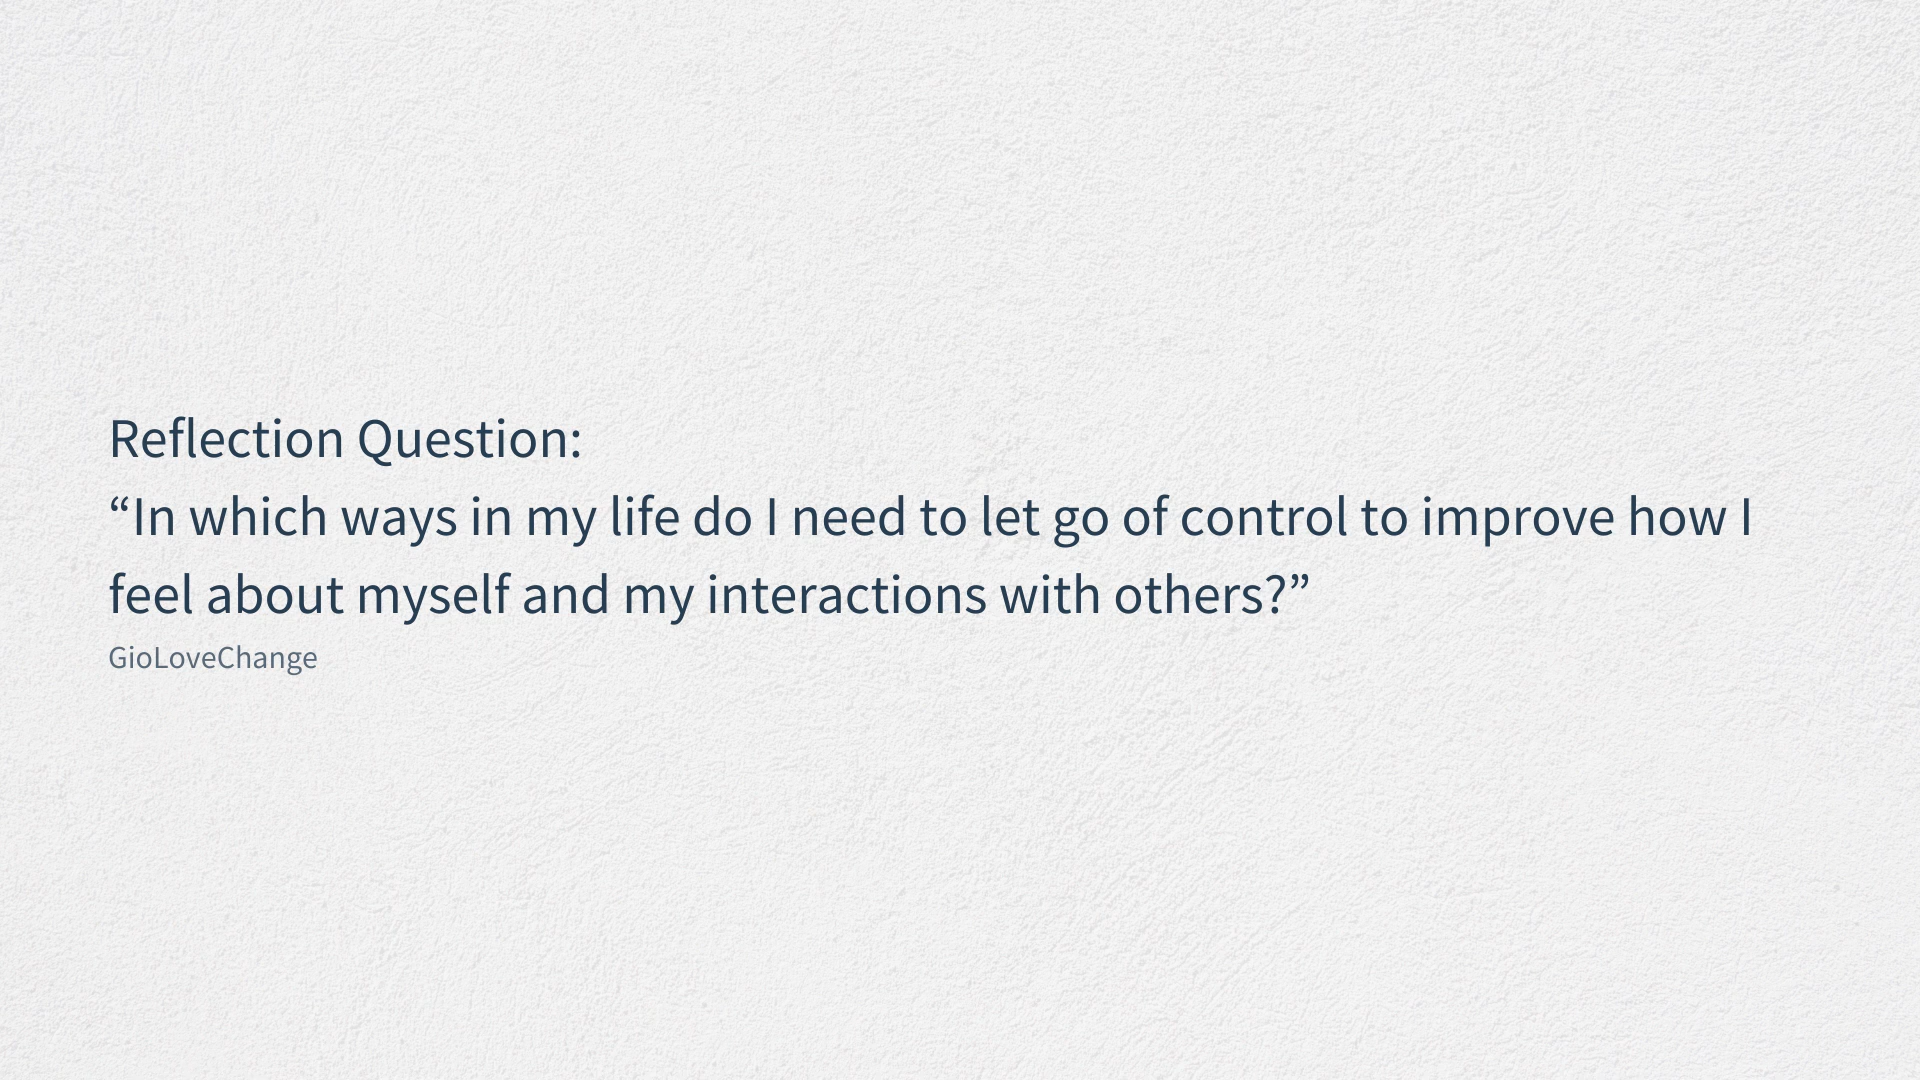 Reflection Question:
“In which ways in my life do I need to let go of control to improve how I
feel about myself and my interactions with others?”
GioLoveChange